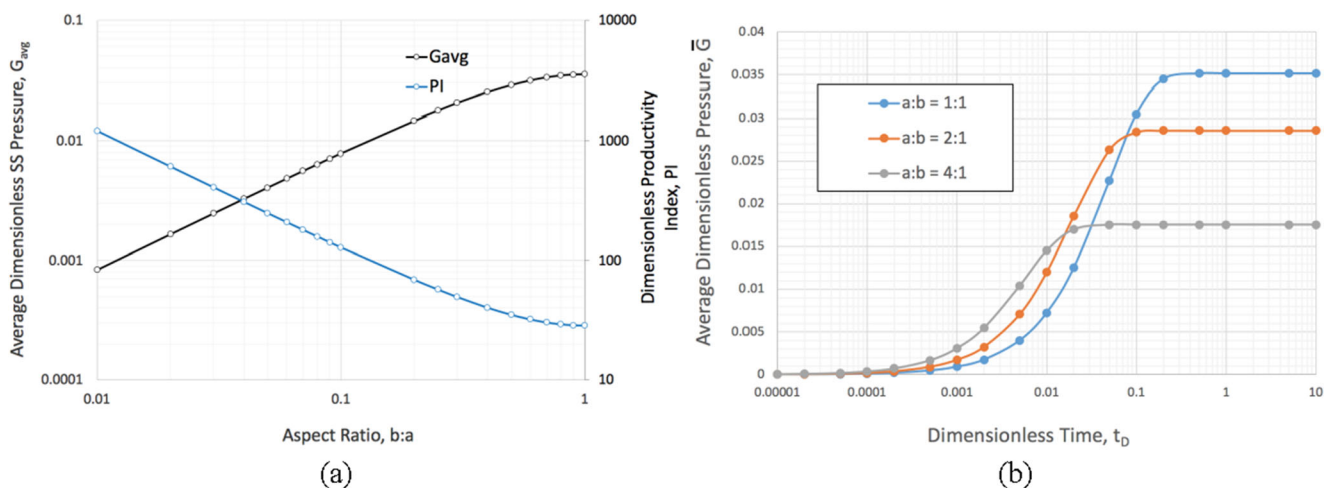 0.1
0.01
0.001
0.0001
Average Dimensionless SS Pressure, Gavg
Gavg
PI
10000
1000
100
10
Dimensionless Productivity
Index, PI
0.01
0.1
1
Aspect Ratio, b:a
(a)
Average Dimensionless Pressure, G̅
0.04
0.035
0.03
0.025
0.02
0.015
0.01
0.005
0
a:b = 1:1
a:b = 2:1
a:b = 4:1
0.00001
0.0001
0.001
0.01
0.1
1
10
Dimensionless Time, tD
(b)